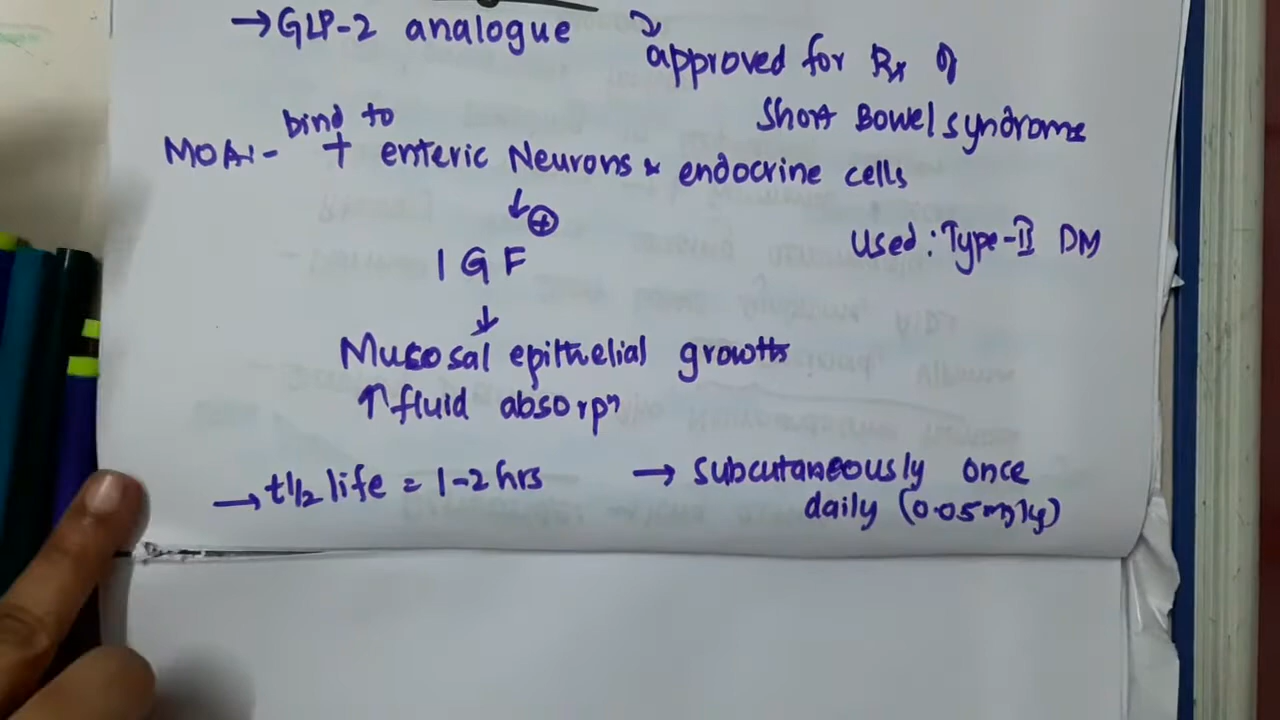 → GLP-2 analogue
approved for Rx of
Short Bowel syndrome
bind to
MOA:- + enteric Neurons & endocrine cells
↓ ⊕
IGF
Used: Type-II DM
↓
Mucosal epithelial growth
↑ fluid absorpⁿ
→ t1/2 life = 1-2 hrs
→ subcutaneously once
daily (0.05mg/kg)